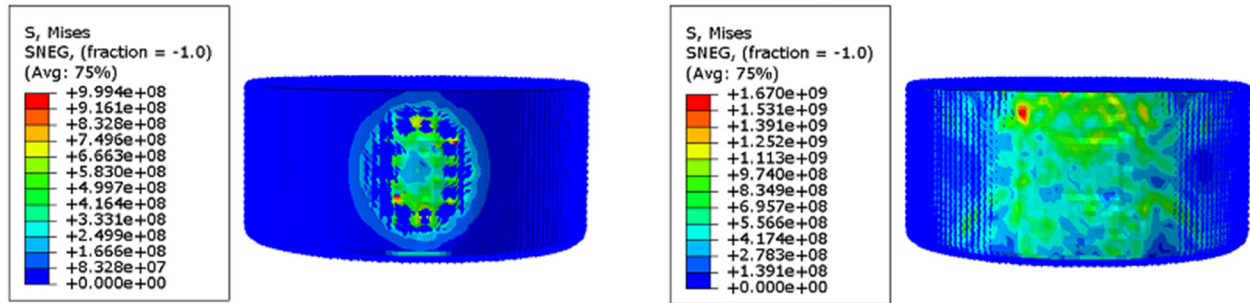 S, Mises
SNEG, (fraction = -1.0)
(Avg: 75%)
+9.994e+08
+9.161e+08
+8.328e+08
+7.496e+08
+6.663e+08
+5.830e+08
+4.997e+08
+4.164e+08
+3.331e+08
+2.499e+08
+1.666e+08
+8.328e+07
+0.000e+00
S, Mises
SNEG, (fraction = -1.0)
(Avg: 75%)
+1.670e+09
+1.531e+09
+1.391e+09
+1.252e+09
+1.113e+09
+9.740e+08
+8.349e+08
+6.957e+08
+5.566e+08
+4.174e+08
+2.783e+08
+1.391e+08
+0.000e+00